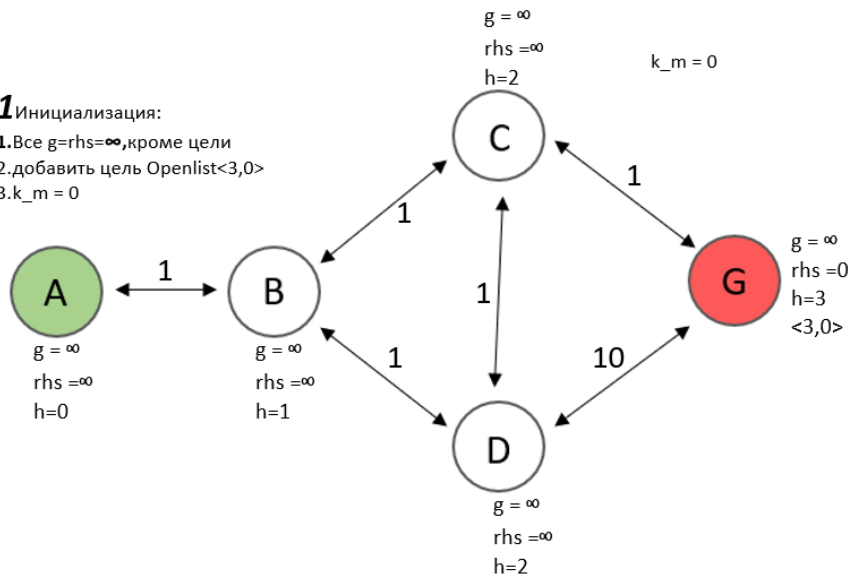 g = ∞
rhs =∞
h=2
k_m = 0
1Инициализация:
1.Все g=rhs=∞,кроме цели
2.добавить цель Openlist<3,0>
3.k_m = 0
C
1
1
A
1
B
1
G
g = ∞
rhs =0
h=3
<3,0>
g = ∞
rhs =∞
h=0
g = ∞
rhs =∞
h=1
1
10
D
g = ∞
rhs =∞
h=2